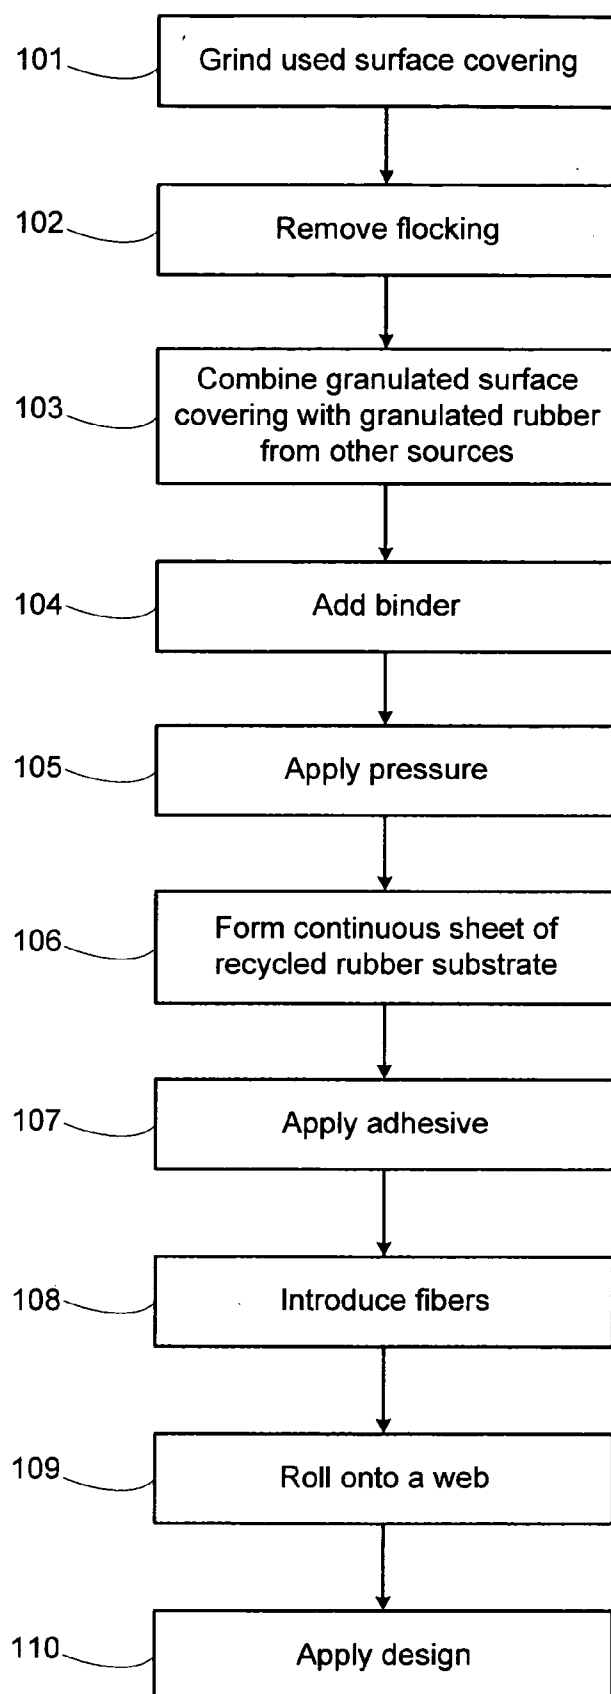 101
Grind used surface covering
102
Remove flocking
103
Combine granulated surface
covering with granulated rubber
from other sources
104
Add binder
105
Apply pressure
106
Form continuous sheet of
recycled rubber substrate
107
Apply adhesive
108
Introduce fibers
109
Roll onto a web
110
Apply design